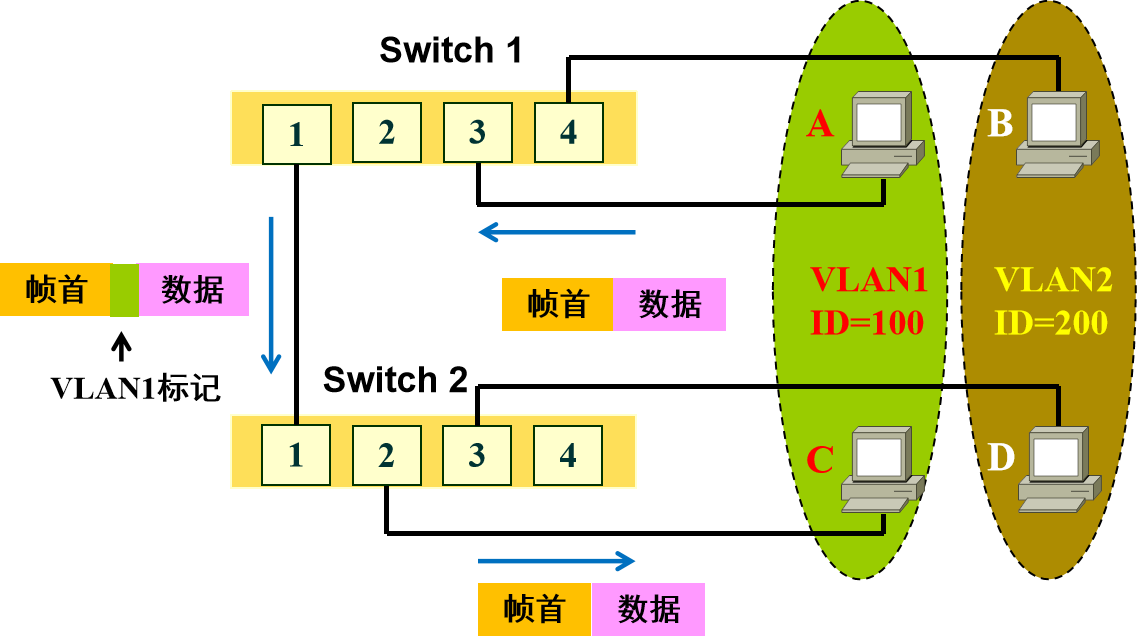 Switch 1
1 2 3 4
A B
帧首 数据
VLAN1标记
帧首 数据
VLAN1
ID=100
VLAN2
ID=200
Switch 2
1 2 3 4
C D
帧首 数据